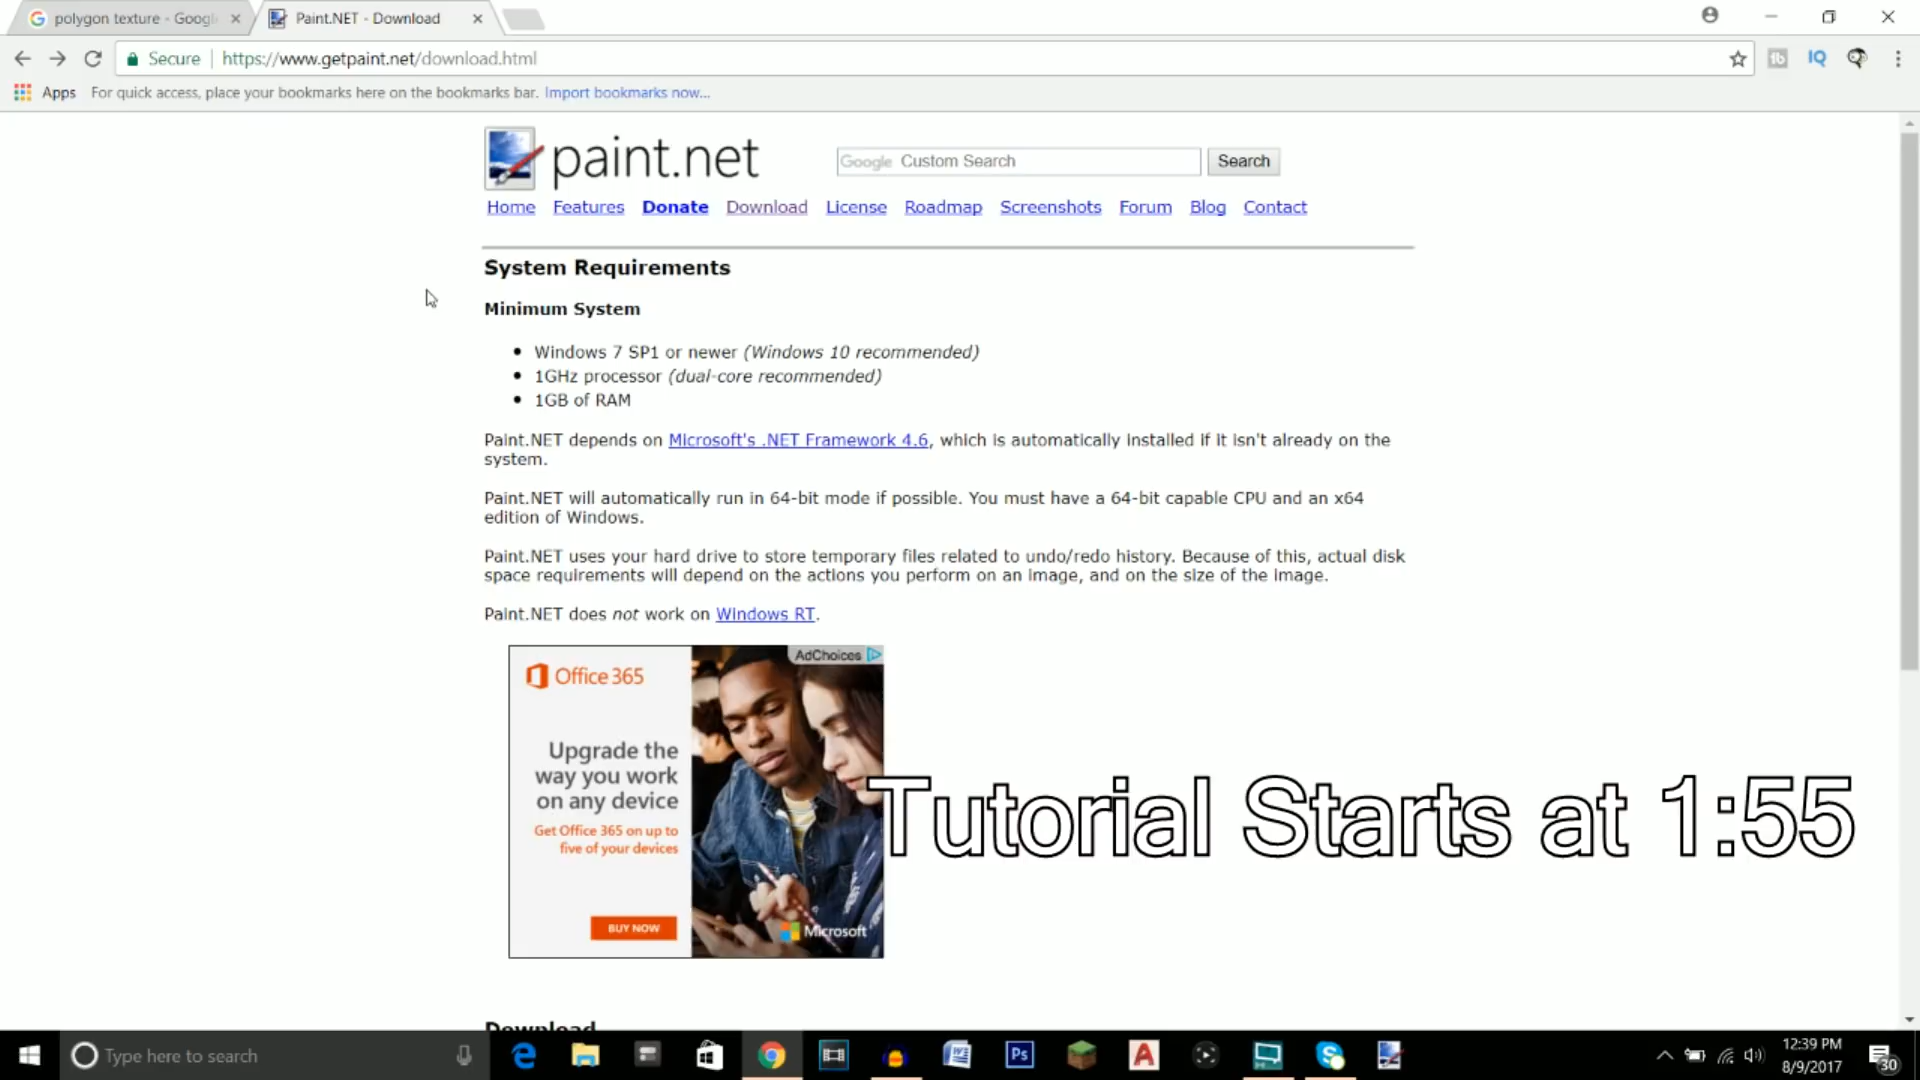 polygon texture - Googl
Paint.NET - Download
Secure
https://www.getpaint.net/download.html
IQ
Apps
For quick access, place your bookmarks here on the bookmarks bar. Import bookmarks now...
paint.net
Google Custom Search
Search
Home Features Donate Download License Roadmap Screenshots Forum Blog Contact
System Requirements
Minimum System
• Windows 7 SP1 or newer (Windows 10 recommended)
• 1GHz processor (dual-core recommended)
• 1GB of RAM
Paint.NET depends on Microsoft's .NET Framework 4.6, which is automatically installed if it isn't already on the
system.
Paint.NET will automatically run in 64-bit mode if possible. You must have a 64-bit capable CPU and an x64
edition of Windows.
Paint.NET uses your hard drive to store temporary files related to undo/redo history. Because of this, actual disk
space requirements will depend on the actions you perform on an image, and on the size of the image.
Paint.NET does not work on Windows RT.
AdChoices
Office 365
Upgrade the
way you work
on any device
Get Office 365 on up to
five of your devices
BUY NOW
Microsoft
Tutorial Starts at 1:55
Download
Type here to search
Ps
12:39 PM
8/9/2017
30